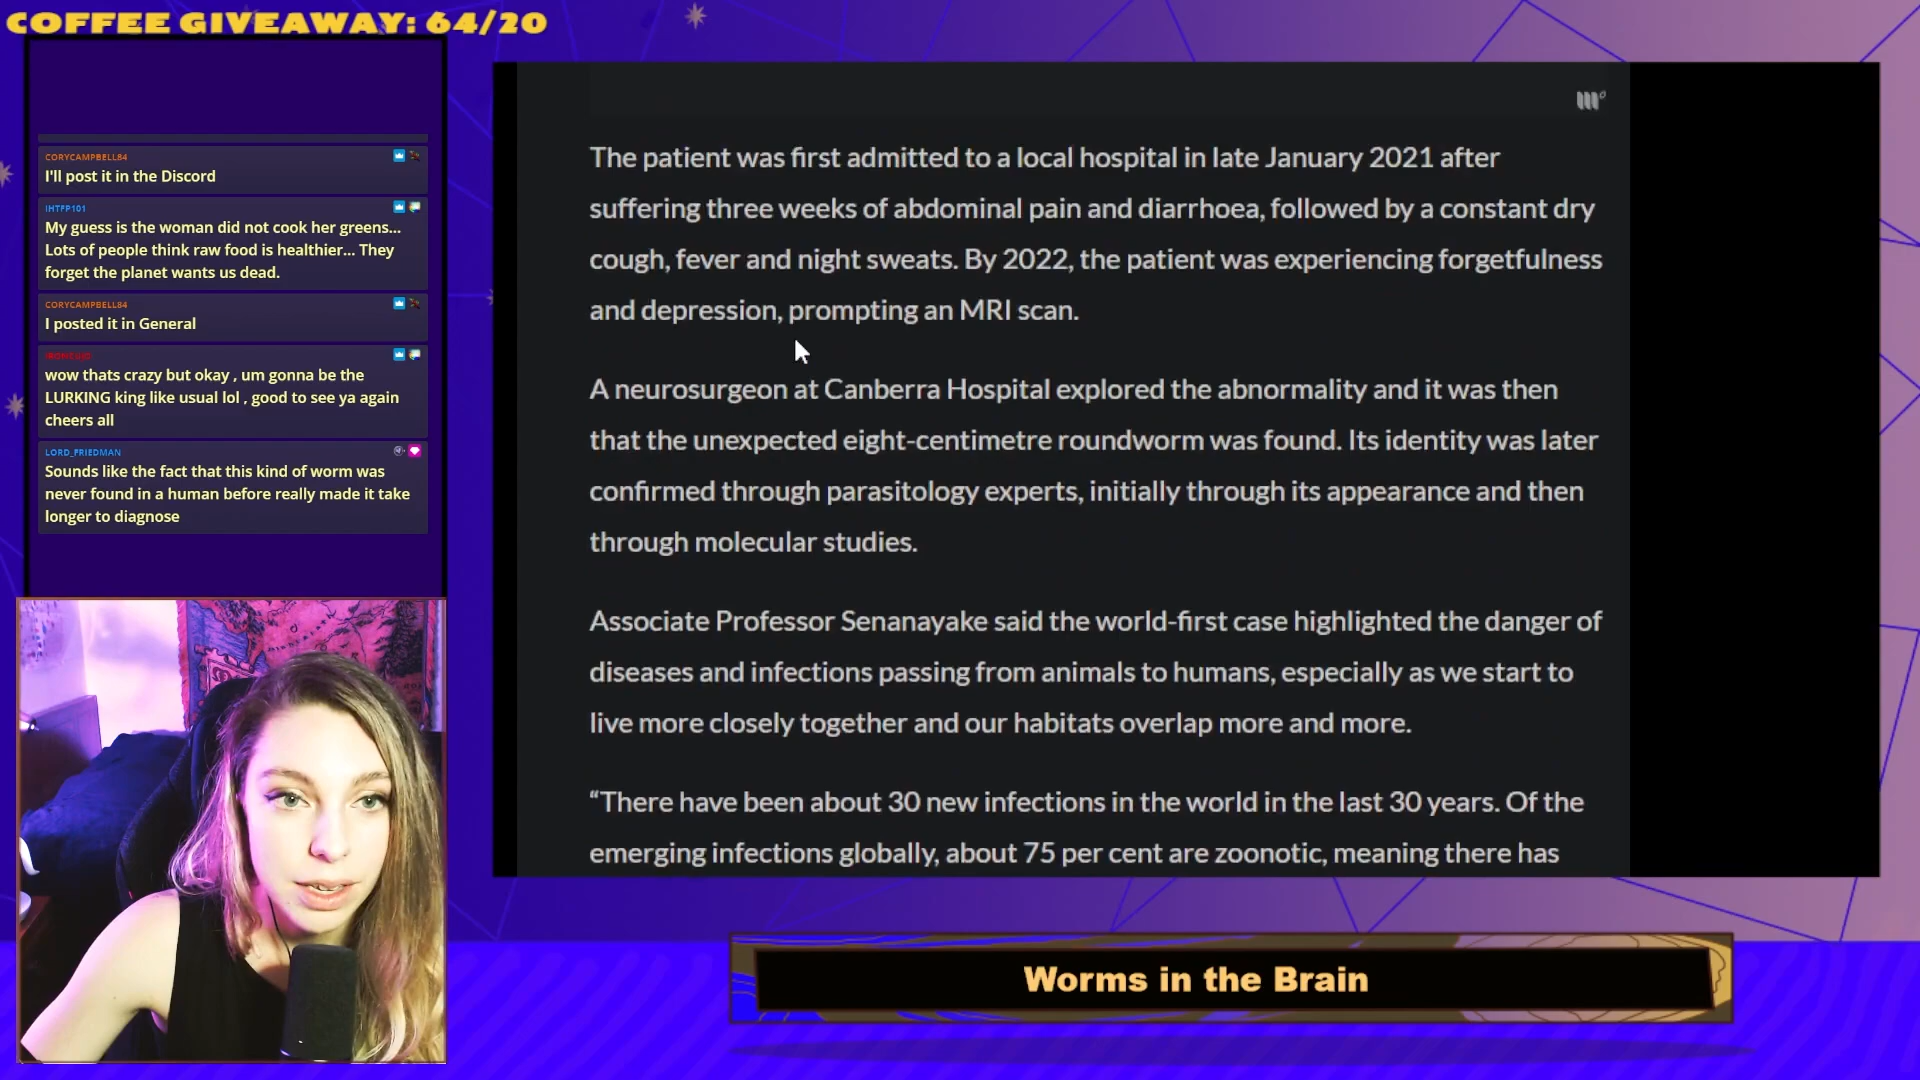 COFFEE GIVEAWAY: 64/20
CORYCAMPBELL84
I'll post it in the Discord
IHTFP101
My guess is the woman did not cook her greens...
Lots of people think raw food is healthier... They
forget the planet wants us dead.
CORYCAMPBELL84
I posted it in General
wow thats crazy but okay , um gonna be the
LURKING king like usual lol , good to see ya again
cheers all
LORD_FRIEDMAN
Sounds like the fact that this kind of worm was
never found in a human before really made it take
longer to diagnose
The patient was first admitted to a local hospital in late January 2021 after
suffering three weeks of abdominal pain and diarrhoea, followed by a constant dry
cough, fever and night sweats. By 2022, the patient was experiencing forgetfulness
and depression, prompting an MRI scan.
A neurosurgeon at Canberra Hospital explored the abnormality and it was then
that the unexpected eight-centimetre roundworm was found. Its identity was later
confirmed through parasitology experts, initially through its appearance and then
through molecular studies.
Associate Professor Senanayake said the world-first case highlighted the danger of
diseases and infections passing from animals to humans, especially as we start to
live more closely together and our habitats overlap more and more.
“There have been about 30 new infections in the world in the last 30 years. Of the
emerging infections globally, about 75 per cent are zoonotic, meaning there has
Worms in the Brain